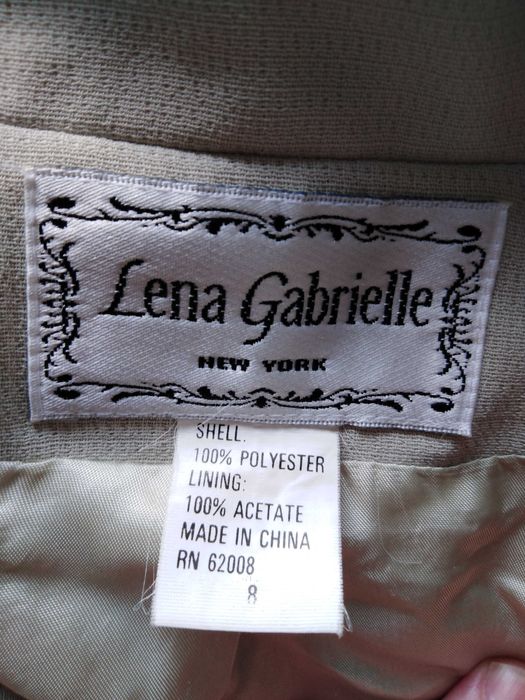 Lena Gabrielle
NEW YORK
SHELL:
100% POLYESTER
LINING:
100% ACETATE
MADE IN CHINA
RN 62008
8